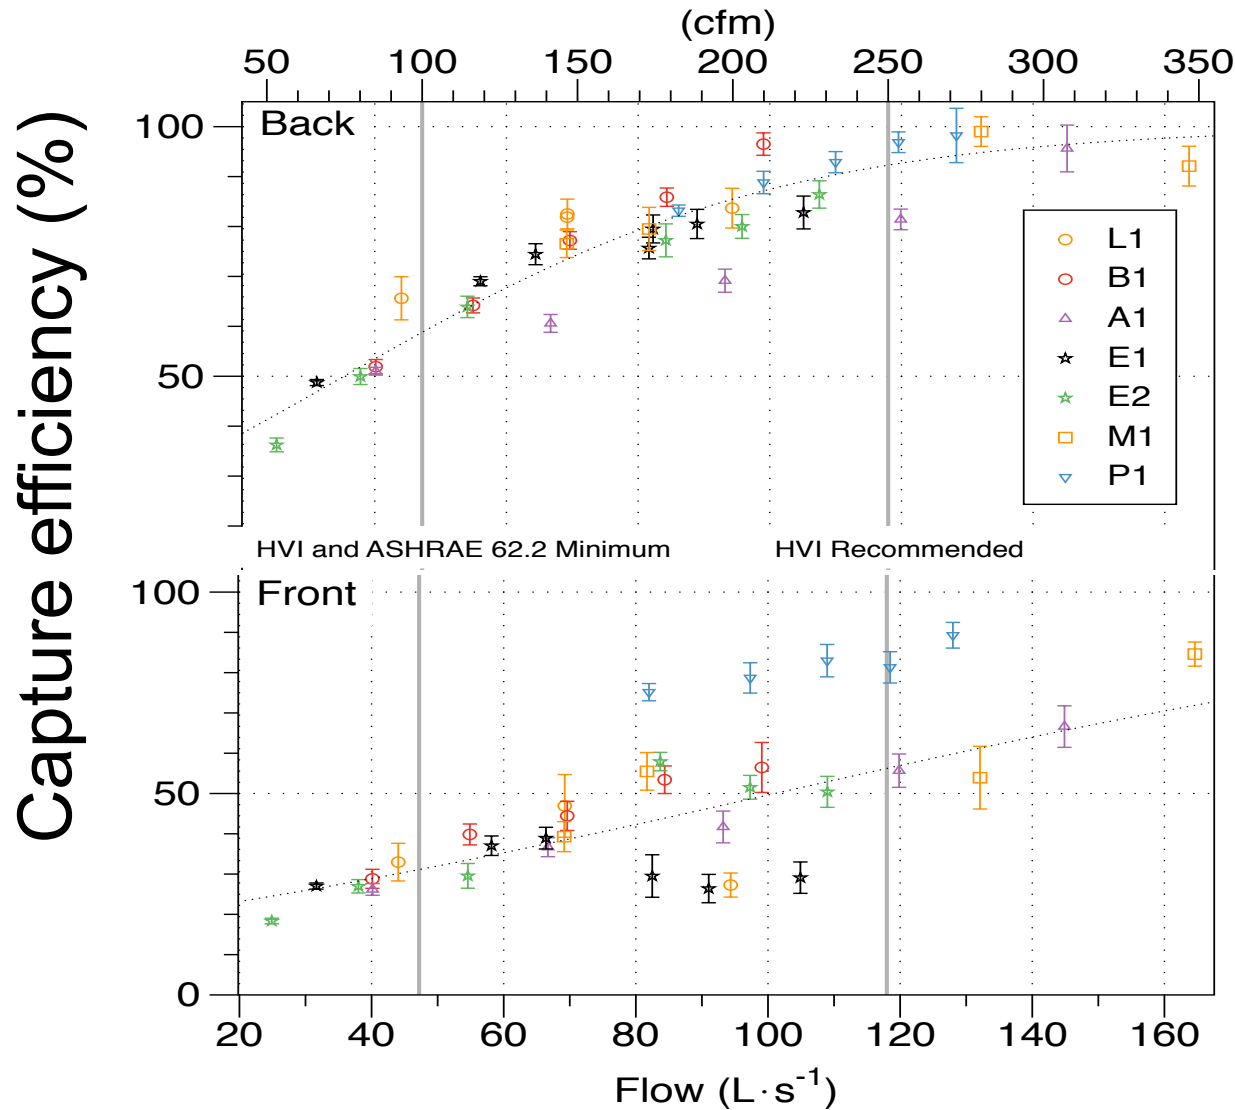 (cfm)
50 100 150 200 250 300 350
Capture efficiency (%)
Back
100
50
L1
B1
A1
E1
E2
M1
P1
HVI and ASHRAE 62.2 Minimum HVI Recommended
100
Front
50
0
20 40 60 80 100 120 140 160
Flow (L·s⁻¹)